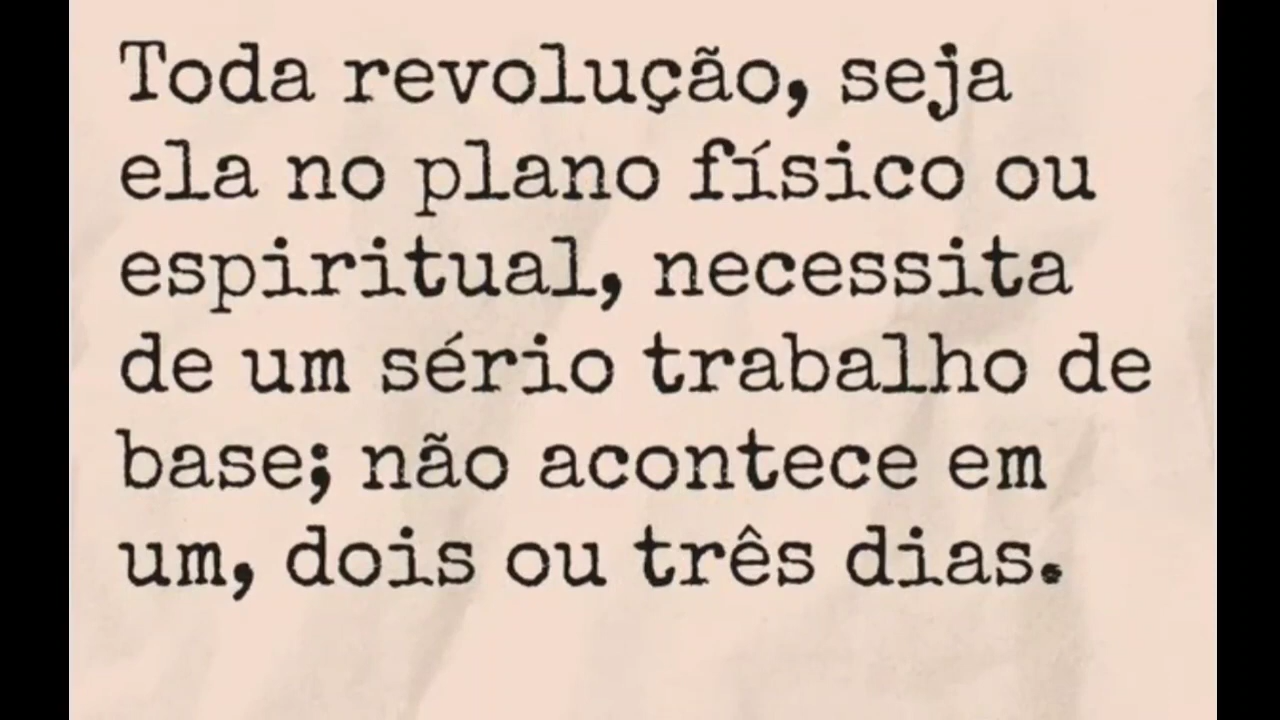 Toda revolução, seja
ela no plano físico ou
espiritual, necessita
de um sério trabalho de
base; não acontece em
um, dois ou três dias.